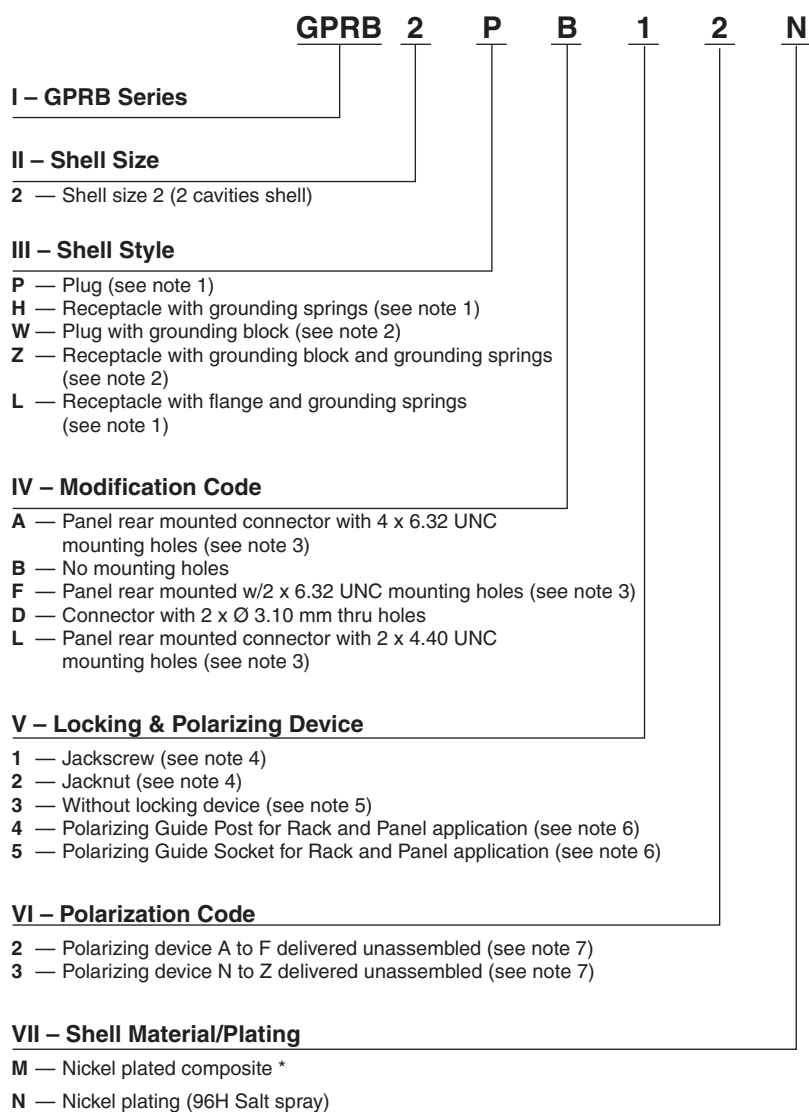 GPRB 2 P B 1 2 N
I – GPRB Series
II – Shell Size
2 — Shell size 2 (2 cavities shell)
III – Shell Style
P — Plug (see note 1)
H — Receptacle with grounding springs (see note 1)
W — Plug with grounding block (see note 2)
Z — Receptacle with grounding block and grounding springs
(see note 2)
L — Receptacle with flange and grounding springs
(see note 1)
IV – Modification Code
A — Panel rear mounted connector with 4 x 6.32 UNC
mounting holes (see note 3)
B — No mounting holes
F — Panel rear mounted w/2 x 6.32 UNC mounting holes (see note 3)
D — Connector with 2 x Ø 3.10 mm thru holes
L — Panel rear mounted connector with 2 x 4.40 UNC
mounting holes (see note 3)
V – Locking & Polarizing Device
1 — Jackscrew (see note 4)
2 — Jacknut (see note 4)
3 — Without locking device (see note 5)
4 — Polarizing Guide Post for Rack and Panel application (see note 6)
5 — Polarizing Guide Socket for Rack and Panel application (see note 6)
VI – Polarization Code
2 — Polarizing device A to F delivered unassembled (see note 7)
3 — Polarizing device N to Z delivered unassembled (see note 7)
VII – Shell Material/Plating
M — Nickel plated composite *
N — Nickel plating (96H Salt spray)